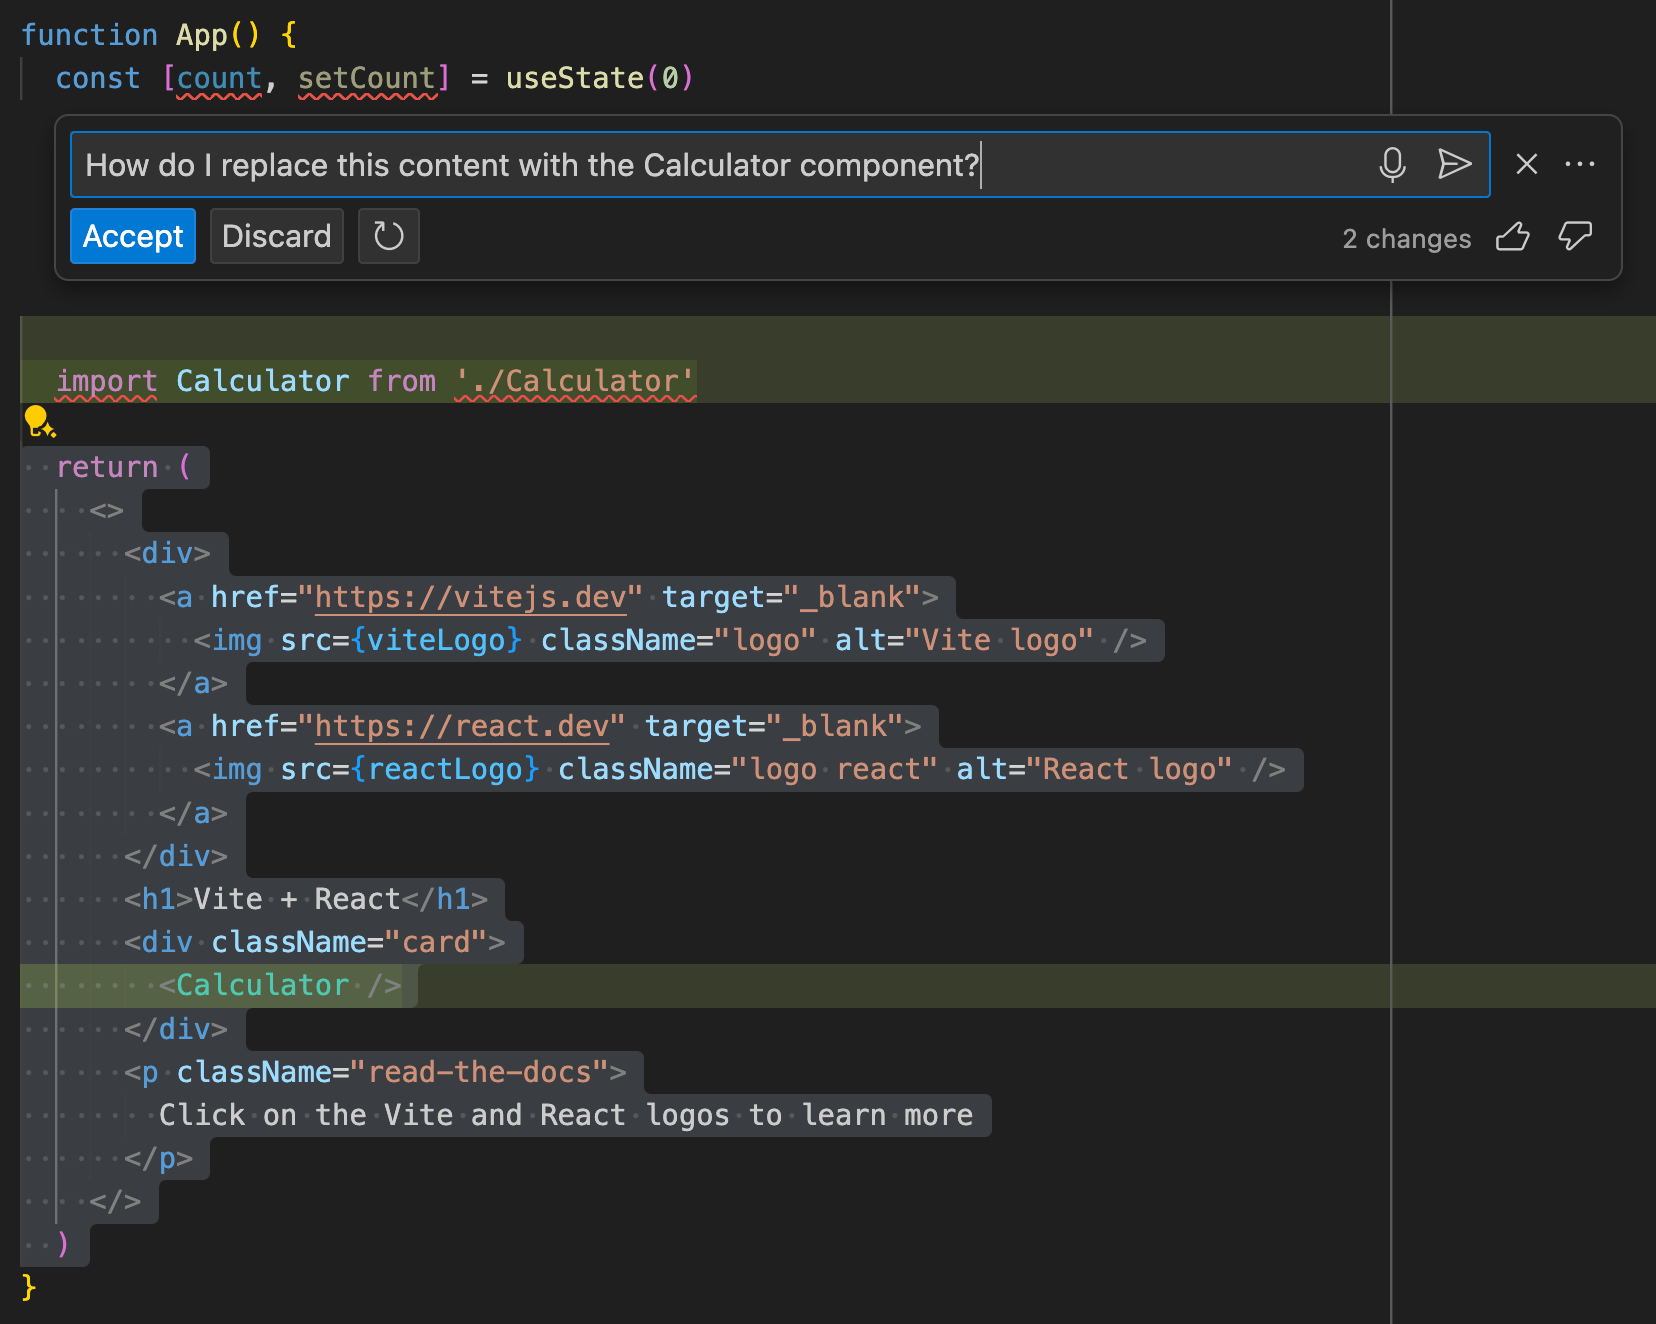 function App() {
  const [count, setCount] = useState(0)
How do I replace this content with the Calculator component?
Accept Discard 2 changes
  import Calculator from './Calculator'
  return (
    <>
      <div>
        <a href="https://vitejs.dev" target="_blank">
          <img src={viteLogo} className="logo" alt="Vite logo" />
        </a>
        <a href="https://react.dev" target="_blank">
          <img src={reactLogo} className="logo react" alt="React logo" />
        </a>
      </div>
      <h1>Vite + React</h1>
      <div className="card">
        <Calculator />
      </div>
      <p className="read-the-docs">
        Click on the Vite and React logos to learn more
      </p>
    </>
  )
}